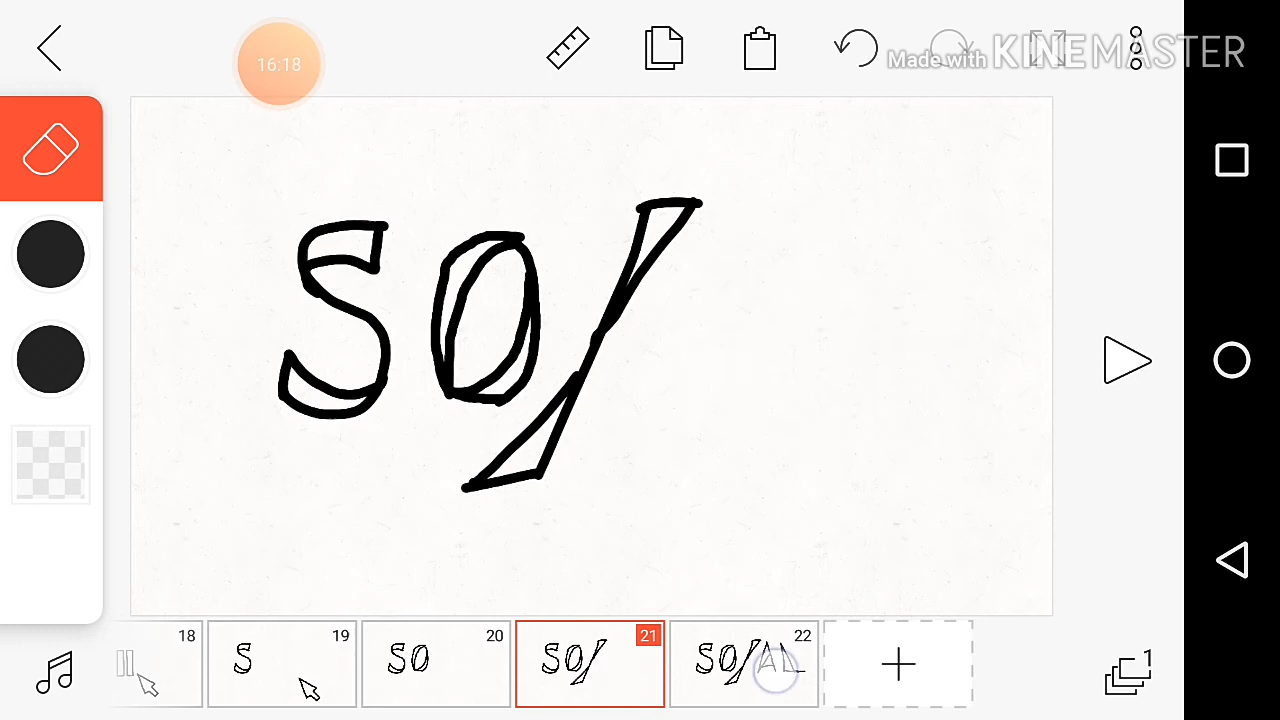 16:18
Made with KINEMASTER
SO/
18 19 20 21 22
S SO SO/ SO/AL
1